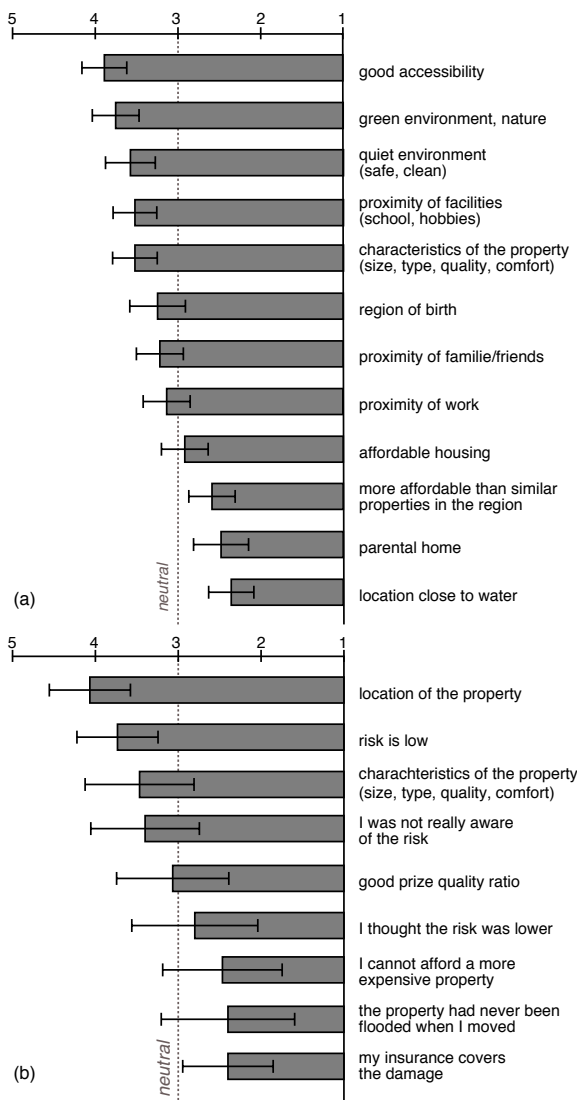 5 4 3 2 1
good accessibility
green environment, nature
quiet environment
(safe, clean)
proximity of facilities
(school, hobbies)
characteristics of the property
(size, type, quality, comfort)
region of birth
proximity of familie/friends
proximity of work
affordable housing
more affordable than similar
properties in the region
parental home
location close to water
neutral
(a)
5 4 3 2 1
location of the property
risk is low
charachteristics of the property
(size, type, quality, comfort)
I was not really aware
of the risk
good prize quality ratio
I thought the risk was lower
I cannot afford a more
expensive property
the property had never been
flooded when I moved
my insurance covers
the damage
neutral
(b)